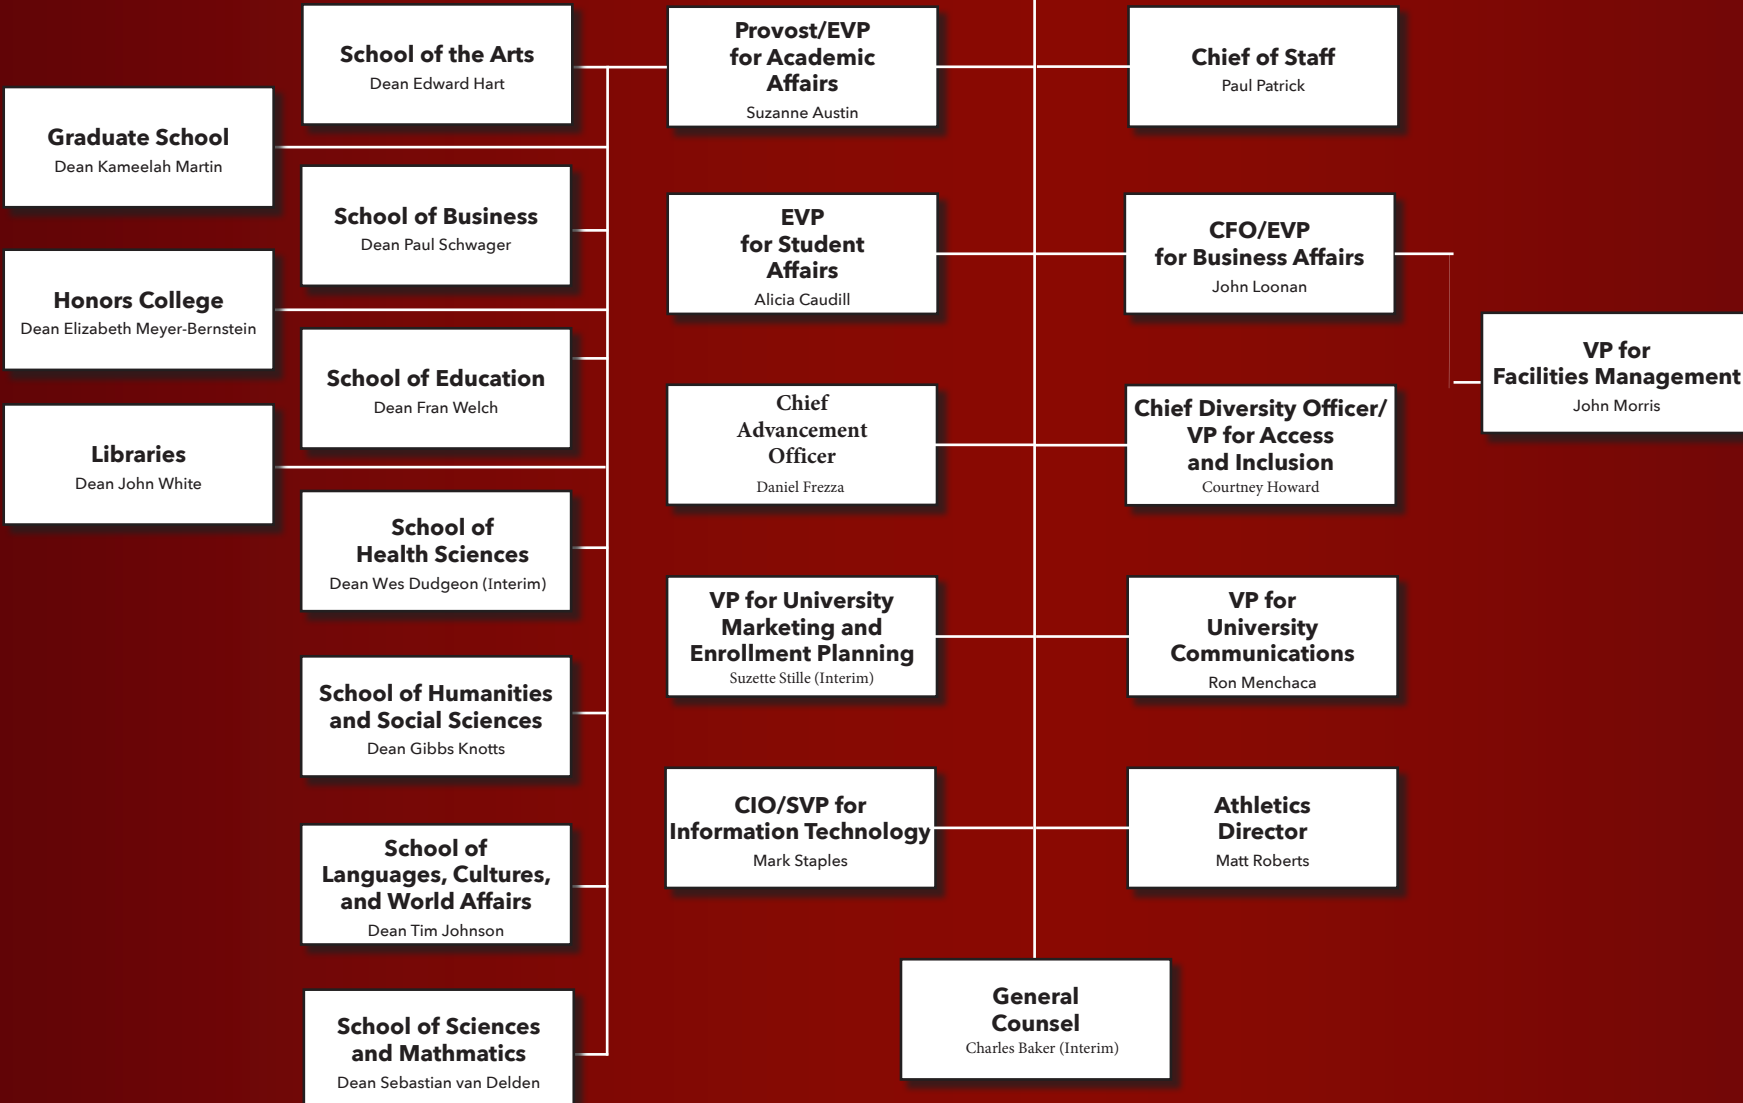 School of the Arts
Dean Edward Hart
Provost/EVP
for Academic
Affairs
Suzanne Austin
Chief of Staff
Paul Patrick
Graduate School
Dean Kameelah Martin
School of Business
Dean Paul Schwager
EVP
for Student
Affairs
Alicia Caudill
CFO/EVP
for Business Affairs
John Loonan
Honors College
Dean Elizabeth Meyer-Bernstein
School of Education
Dean Fran Welch
VP for
Facilities Management
John Morris
Chief
Advancement
Officer
Daniel Frezza
Chief Diversity Officer/
VP for Access
and Inclusion
Courtney Howard
Libraries
Dean John White
School of
Health Sciences
Dean Wes Dudgeon (Interim)
VP for University
Marketing and
Enrollment Planning
Suzette Stille (Interim)
VP for
University
Communications
Ron Menchaca
School of Humanities
and Social Sciences
Dean Gibbs Knotts
CIO/SVP for
Information Technology
Mark Staples
Athletics
Director
Matt Roberts
School of
Languages, Cultures,
and World Affairs
Dean Tim Johnson
General
Counsel
Charles Baker (Interim)
School of Sciences
and Mathmatics
Dean Sebastian van Delden